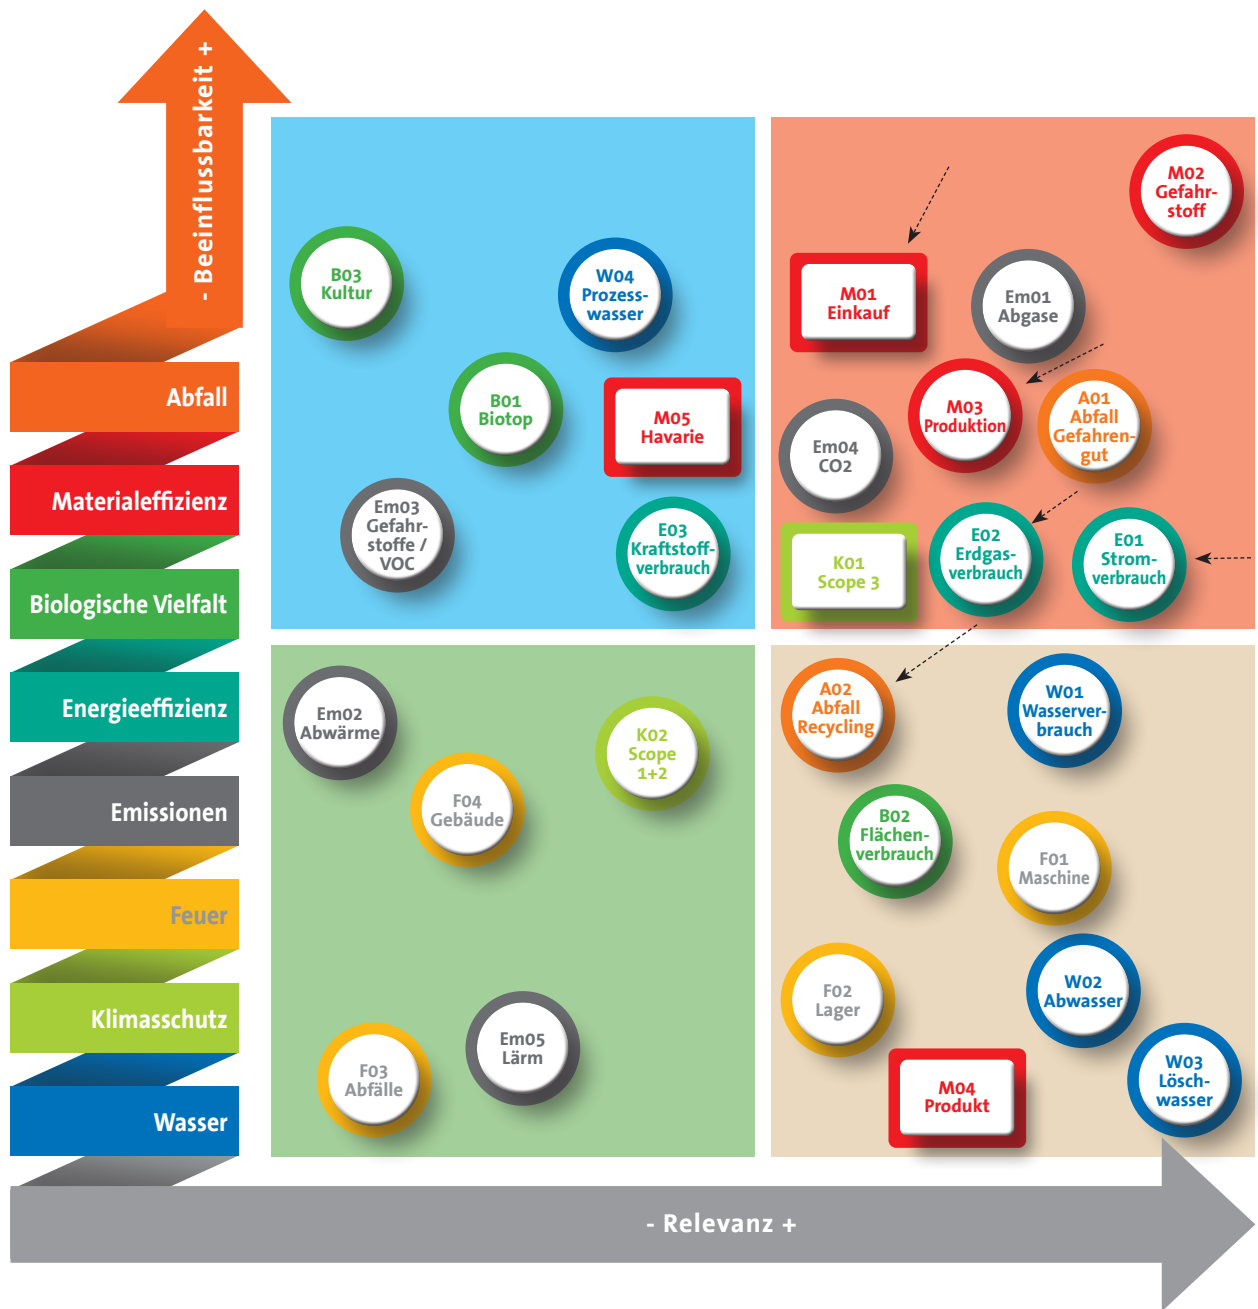 - Beeinflussbarkeit +
Abfall
Materialeffizienz
Biologische Vielfalt
Energieeffizienz
Emissionen
Feuer
Klimasschutz
Wasser
B03
Kultur
W04
Prozess-
wasser
B01
Biotop
M05
Havarie
Em03
Gefahr-
stoffe /
VOC
E03
Kraftstoff-
verbrauch
M02
Gefahr-
stoff
M01
Einkauf
Em01
Abgase
M03
Produktion
A01
Abfall
Gefahren-
gut
Em04
CO2
K01
Scope 3
E02
Erdgas-
verbrauch
E01
Strom-
verbrauch
Em02
Abwärme
F04
Gebäude
K02
Scope
1+2
Em05
Lärm
F03
Abfälle
A02
Abfall
Recycling
W01
Wasserver-
brauch
B02
Flächen-
verbrauch
F01
Maschine
F02
Lager
W02
Abwasser
M04
Produkt
W03
Lösch-
wasser
- Relevanz +